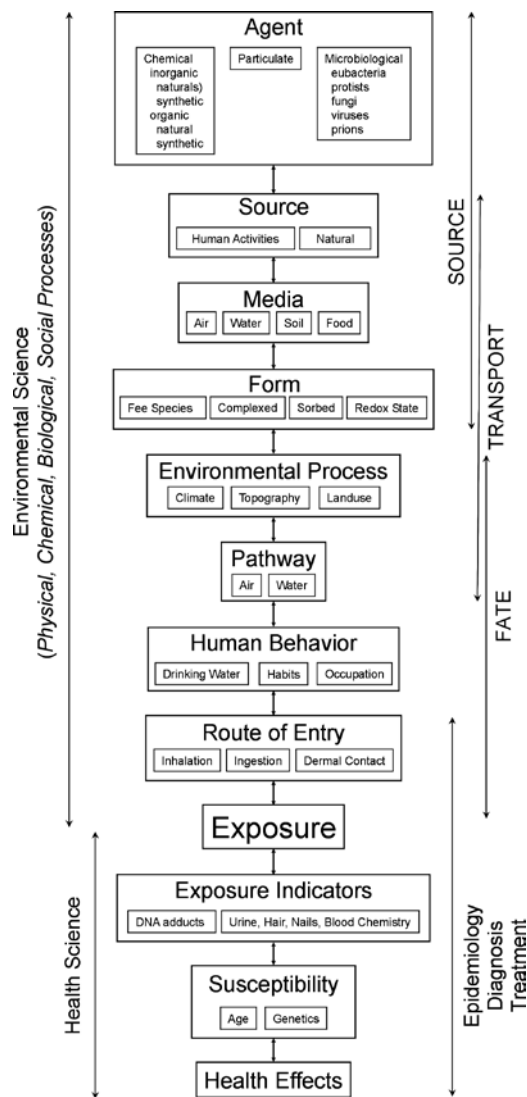 Agent
Chemical
inorganic
naturals)
synthetic
organic
natural
synthetic
Particulate
Microbiological
eubacteria
protists
fungi
viruses
prions
Source
Human Activities
Natural
Media
Air
Water
Soil
Food
Form
Fee Species
Complexed
Sorbed
Redox State
Environmental Process
Climate
Topography
Landuse
Pathway
Air
Water
Human Behavior
Drinking Water
Habits
Occupation
Route of Entry
Inhalation
Ingestion
Dermal Contact
Exposure
Exposure Indicators
DNA adducts
Urine, Hair, Nails, Blood Chemistry
Susceptibility
Age
Genetics
Health Effects
Environmental Science
(Physical, Chemical, Biological, Social Processes)
Health Science
SOURCE
TRANSPORT
FATE
Epidemiology
Diagnosis
Treatment